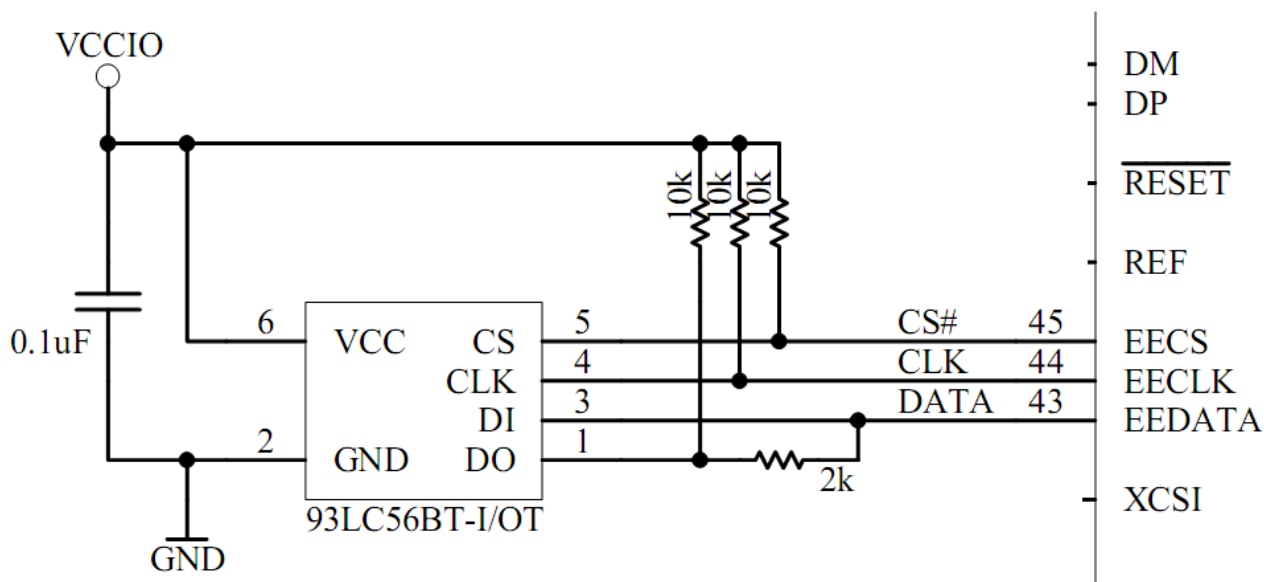 VCCIO
DM
DP
RESET
10k 10k 10k
REF
0.1uF
6 VCC CS 5 CS# 45 EECS
CLK 4 CLK 44 EECLK
DI 3 DATA 43 EEDATA
2 GND DO 1
2k
XCSI
93LC56BT-I/OT
GND